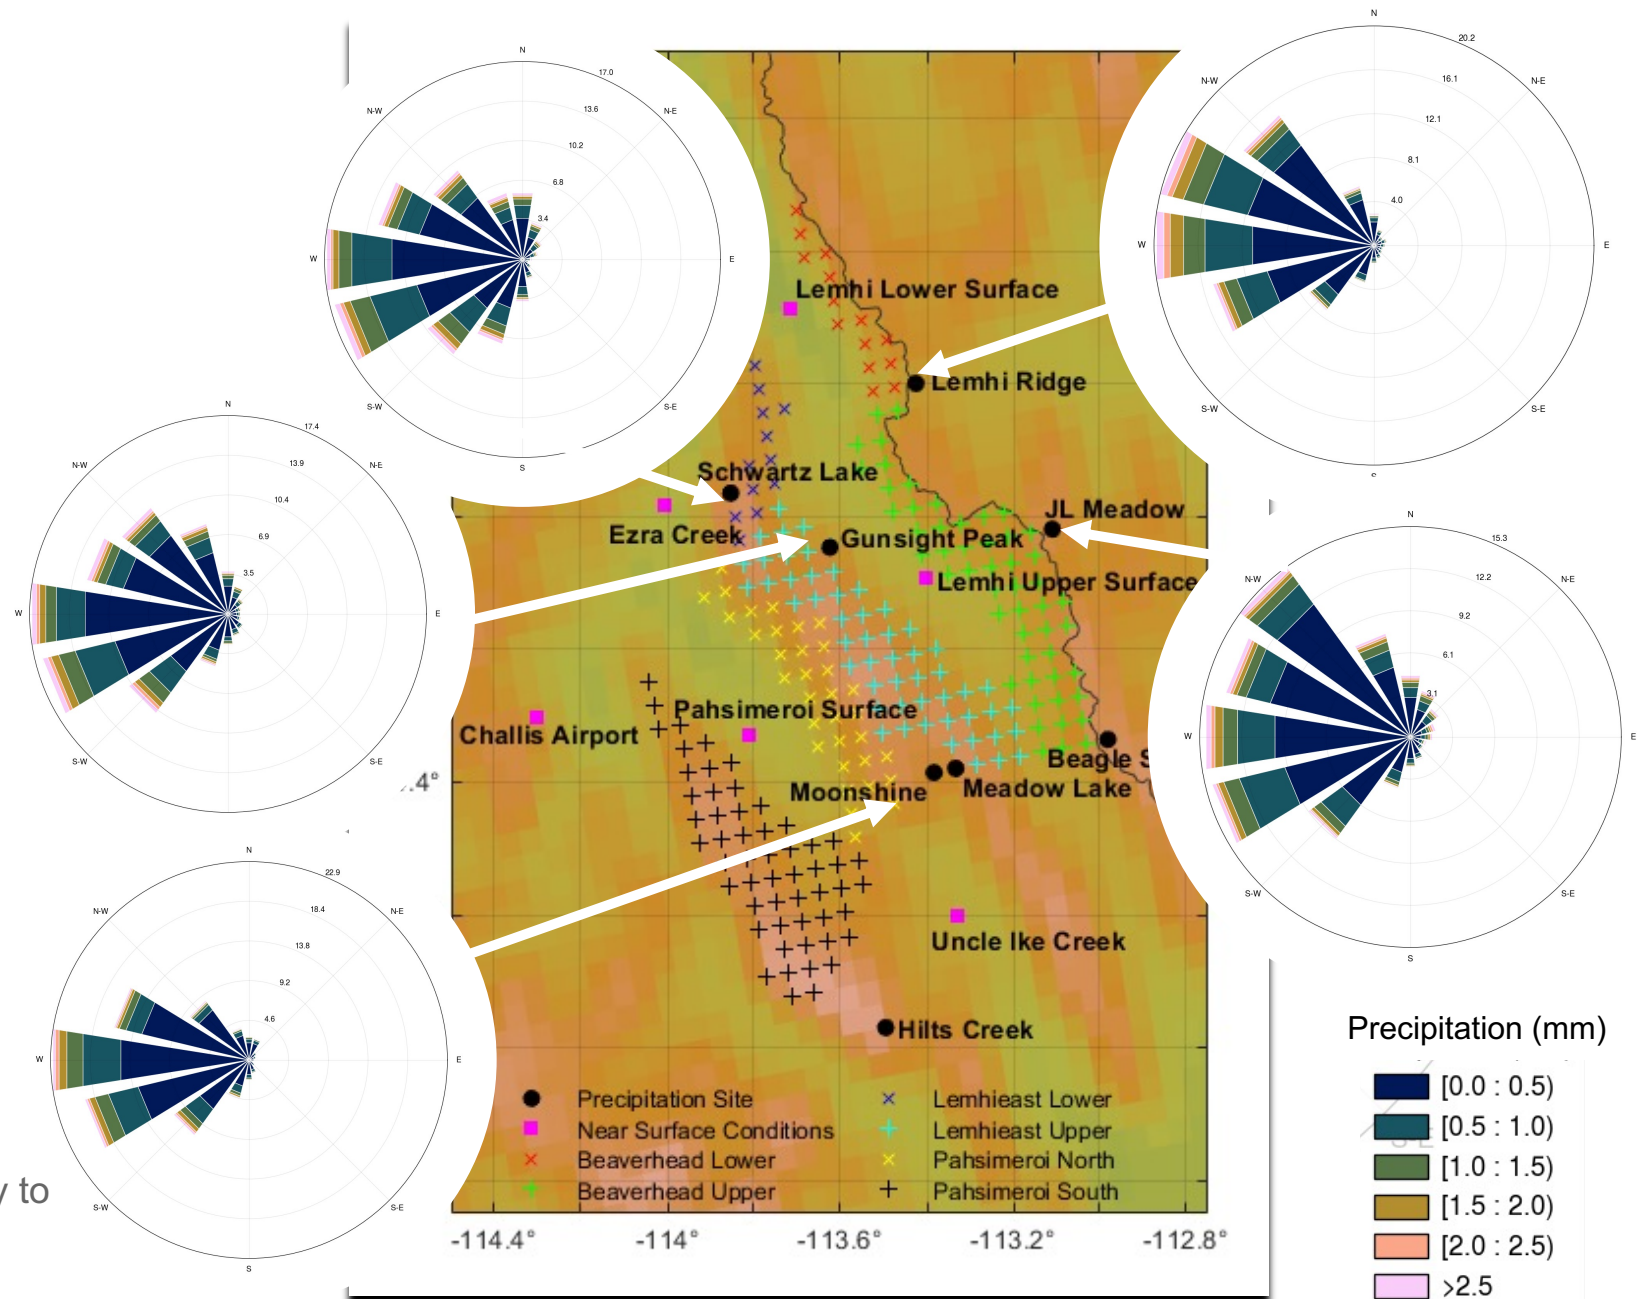 N
20.2
16.1
12.1
8.1
4.0
N-W
N-E
W
E
S-W
S-E
S
N
17.0
13.6
10.2
6.8
3.4
N-W
N-E
W
E
S-W
S-E
S
N
17.4
13.9
10.4
6.9
3.5
N-W
N-E
W
E
S-W
S-E
S
N
15.3
12.2
9.2
6.1
3.1
N-W
N-E
W
E
S-W
S-E
S
N
22.9
18.4
13.8
9.2
4.6
N-W
N-E
W
E
S-W
S-E
S
Lemhi Lower Surface
Lemhi Ridge
Schwartz Lake
JL Meadow
Ezra Creek
Gunsight Peak
Lemhi Upper Surface
Pahsimeroi Surface
Challis Airport
Beagle S
Moonshine
Meadow Lake
.4°
Uncle Ike Creek
Hilts Creek
Precipitation Site
Near Surface Conditions
Beaverhead Lower
Beaverhead Upper
Lemhieast Lower
Lemhieast Upper
Pahsimeroi North
Pahsimeroi South
-114.4°
-114°
-113.6°
-113.2°
-112.8°
y to
Precipitation (mm)
[0.0 : 0.5)
[0.5 : 1.0)
[1.0 : 1.5)
[1.5 : 2.0)
[2.0 : 2.5)
>2.5